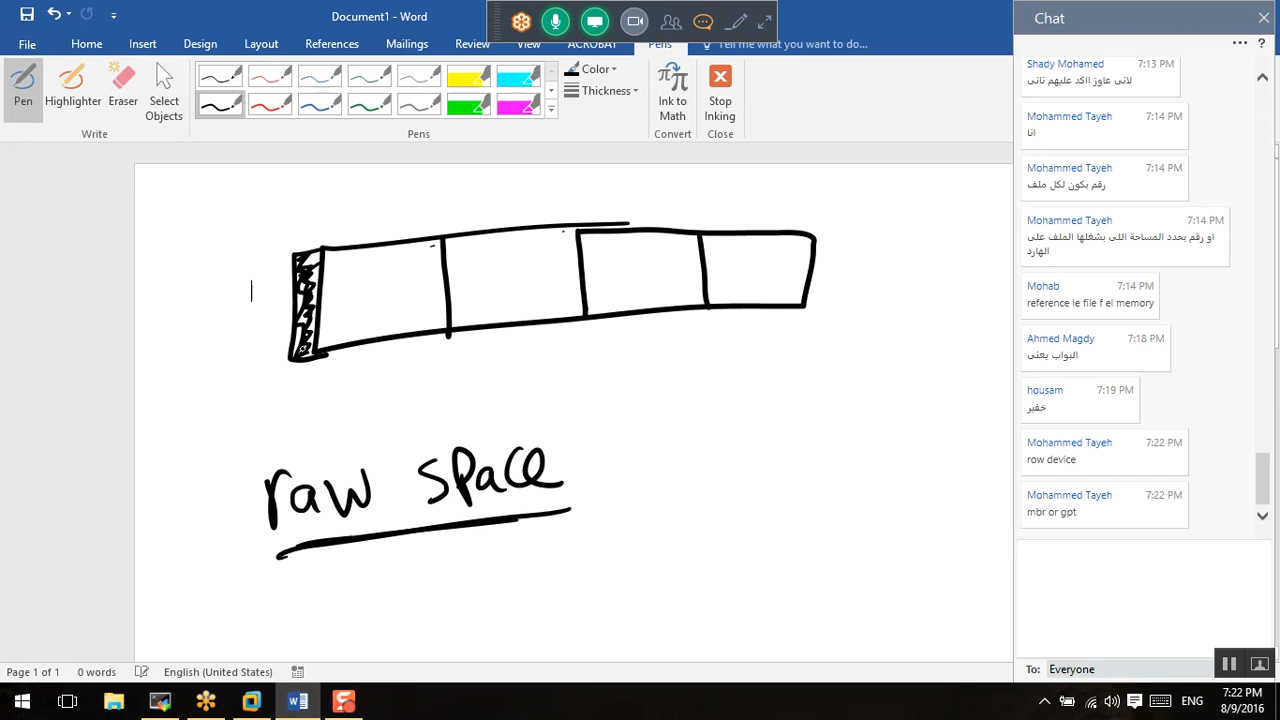 Document1 - Word
File
Home
Insert
Design
Layout
References
Mailings
Review
View
ACROBAT
Pens
Tell me what you want to do...
Pen
Highlighter
Eraser
Select Objects
Color
Thickness
Ink to Math
Stop Inking
Write
Pens
Convert
Close
raw space
Chat
Shady Mohamed 7:13 PM
لانى عاوز ااكد عليهم تانى
Mohammed Tayeh 7:14 PM
انا
Mohammed Tayeh 7:14 PM
رقم بكون لكل ملف
Mohammed Tayeh 7:14 PM
او رقم بحدد المساحة اللى بشغلها الملف على
الهارد
Mohab 7:14 PM
reference le file f el memory
Ahmed Magdy 7:18 PM
البواب يعنى
housam 7:19 PM
خفير
Mohammed Tayeh 7:22 PM
row device
Mohammed Tayeh 7:22 PM
mbr or gpt
To: Everyone
Page 1 of 1 0 words English (United States)
ENG
7:22 PM
8/9/2016